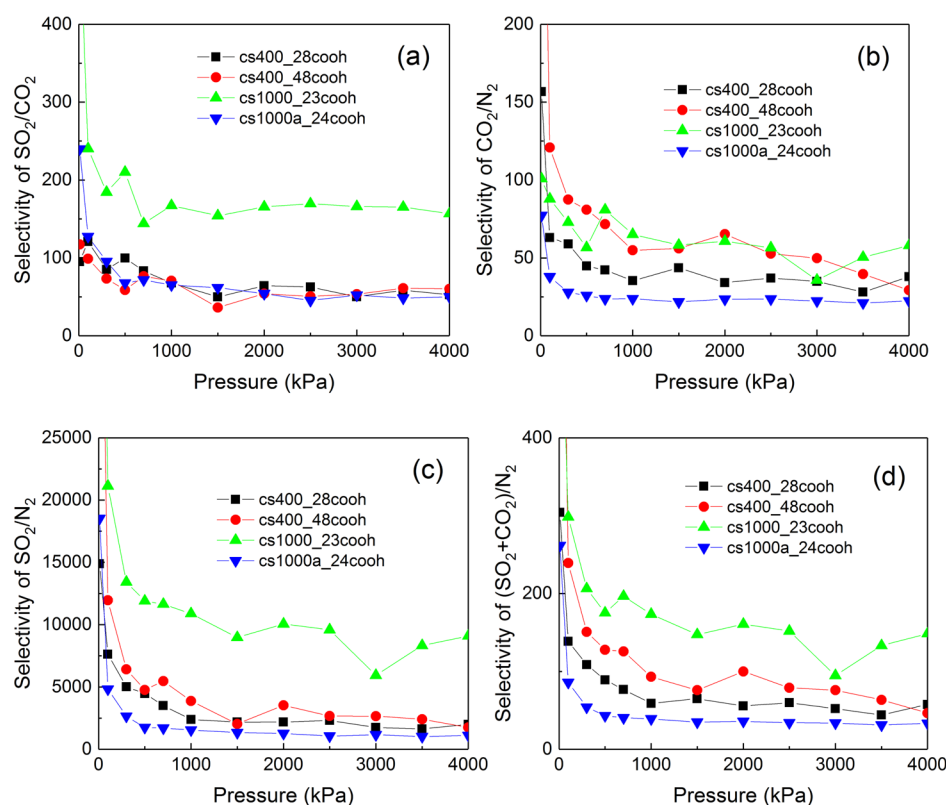 400
300
200
100
0
Selectivity of SO₂/CO₂
(a)
cs400_28cooh
cs400_48cooh
cs1000_23cooh
cs1000a_24cooh
0 1000 2000 3000 4000
Pressure (kPa)
200
150
100
50
0
Selectivity of CO₂/N₂
(b)
cs400_28cooh
cs400_48cooh
cs1000_23cooh
cs1000a_24cooh
0 1000 2000 3000 4000
Pressure (kPa)
25000
20000
15000
10000
5000
0
Selectivity of SO₂/N₂
(c)
cs400_28cooh
cs400_48cooh
cs1000_23cooh
cs1000a_24cooh
0 1000 2000 3000 4000
Pressure (kPa)
400
200
0
Selectivity of (SO₂+CO₂)/N₂
(d)
cs400_28cooh
cs400_48cooh
cs1000_23cooh
cs1000a_24cooh
0 1000 2000 3000 4000
Pressure (kPa)